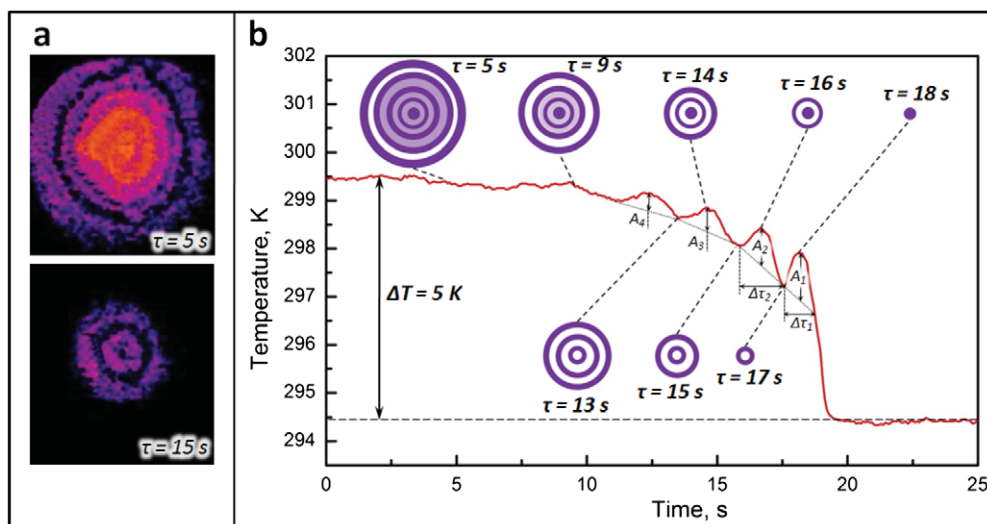 a
τ = 5 s
τ = 15 s
b
302
301
300
299
298
297
296
295
294
Temperature, K
0
5
10
15
20
25
Time, s
τ = 5 s
τ = 9 s
τ = 14 s
τ = 16 s
τ = 18 s
A4
A3
A2
A1
Δτ2
Δτ1
ΔT = 5 K
τ = 13 s
τ = 15 s
τ = 17 s